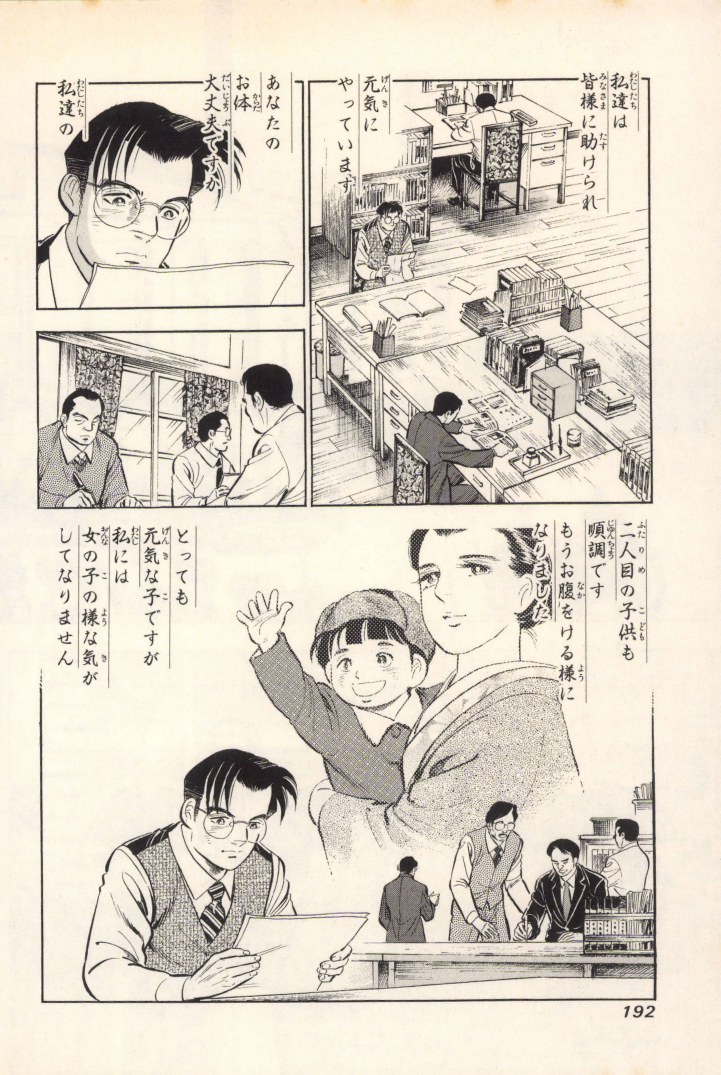 私達は
皆様に助けられ
元気に
やっています
あなたの
お体
大丈夫ですか
私達の
二人目の子供も
順調です
もうお腹をける様に
なりました
とっても
元気な子ですが
私には
女の子の様な気が
してなりません
192